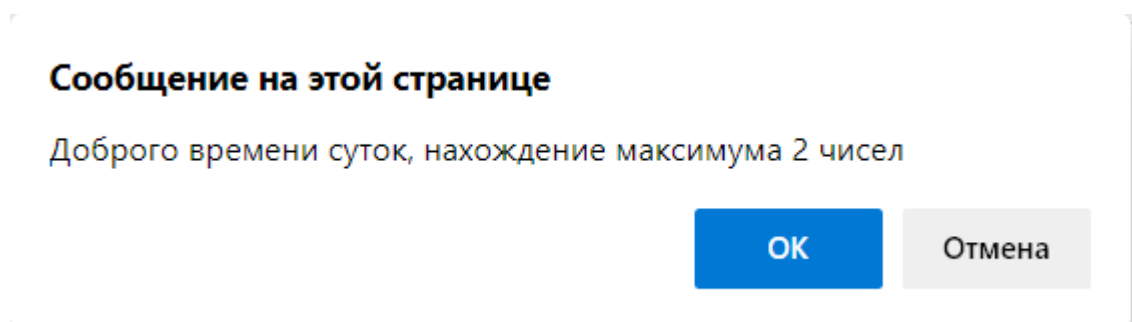 Сообщение на этой странице
Доброго времени суток, нахождение максимума 2 чисел
ОК
Отмена